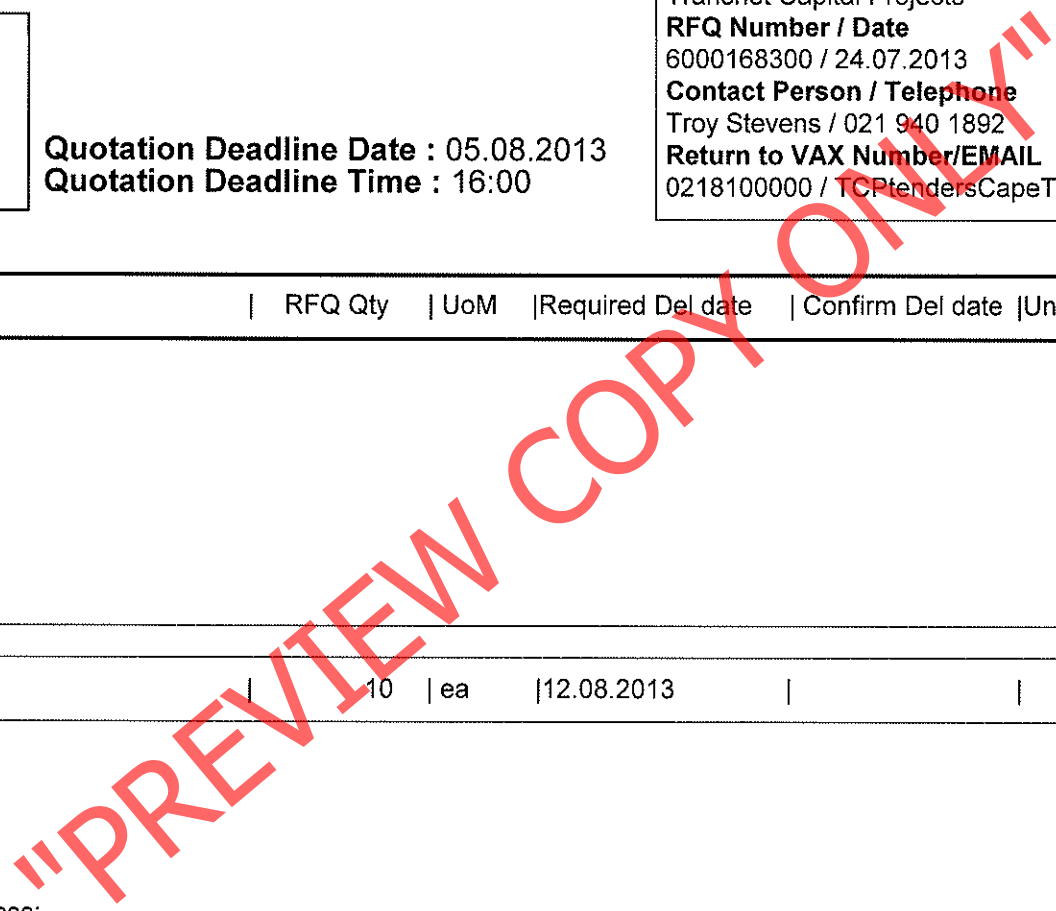 Capital Projects
RFQ Number / Date
6000168300 / 24.07.2013
Contact Person / Telephone
Troy Stevens / 021 940 1892
Return to VAX Number/EMAIL
0218100000 / TCPtendersCapeT
Quotation Deadline Date : 05.08.2013
Quotation Deadline Time : 16:00
| RFQ Qty | UoM |Required Del date | Confirm Del date |Un
| 10 | ea |12.08.2013 | |
"PREVIEW COPY ONLY"